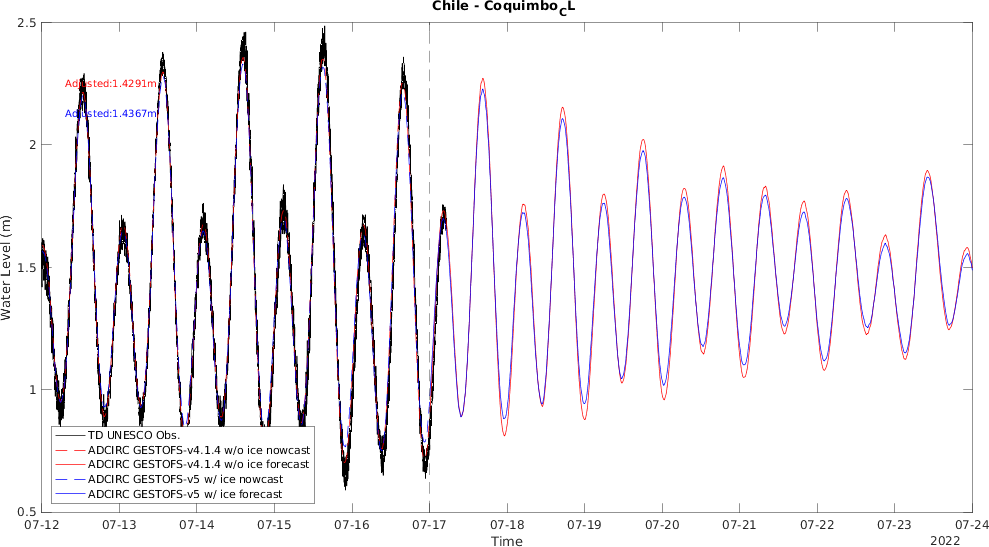 Chile - Coquimbo_CL
2.5
2
1.5
1
0.5
Water Level (m)
Adjusted:1.4291m
Adjusted:1.4367m
TD UNESCO Obs.
ADCIRC GESTOFS-v4.1.4 w/o ice nowcast
ADCIRC GESTOFS-v4.1.4 w/o ice forecast
ADCIRC GESTOFS-v5 w/ ice nowcast
ADCIRC GESTOFS-v5 w/ ice forecast
07-12 07-13 07-14 07-15 07-16 07-17 07-18 07-19 07-20 07-21 07-22 07-23 07-24
Time
2022